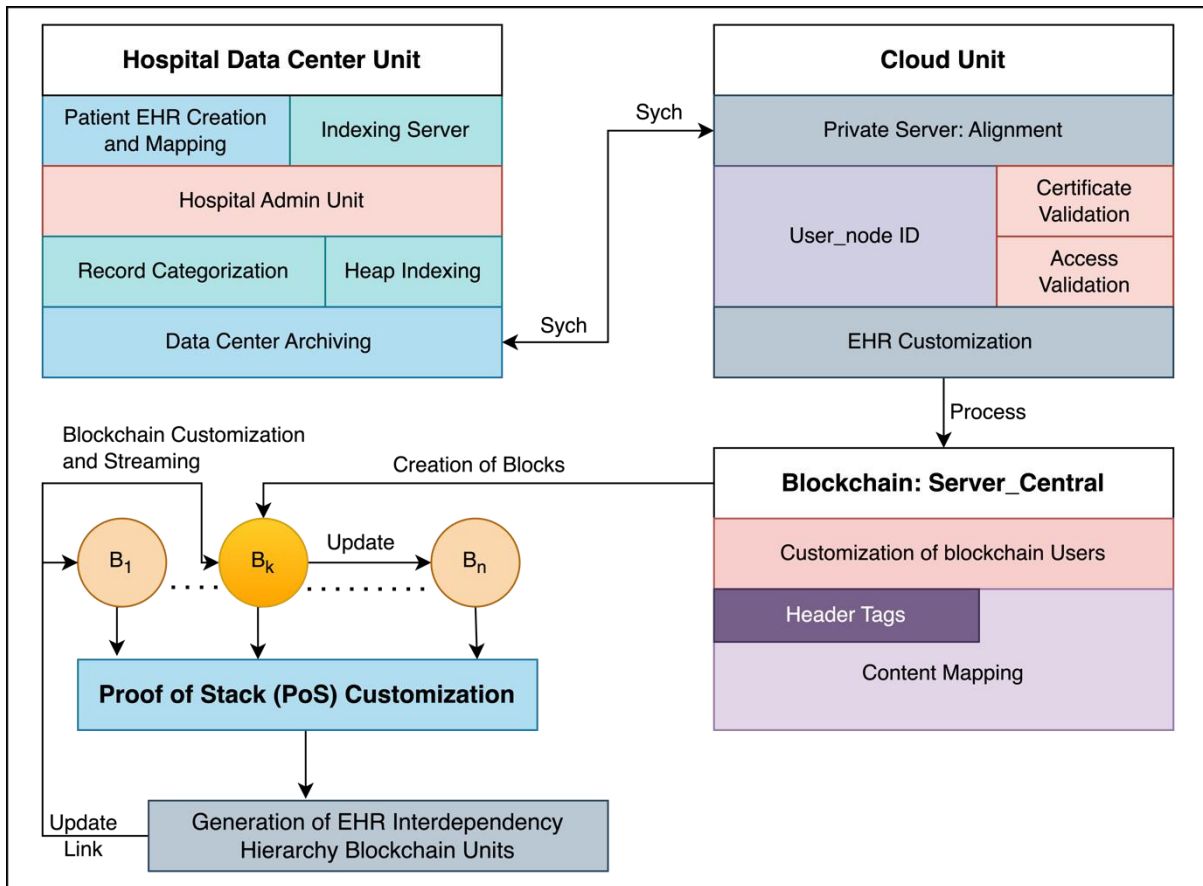 Hospital Data Center Unit
Patient EHR Creation
and Mapping
Indexing Server
Hospital Admin Unit
Record Categorization
Heap Indexing
Data Center Archiving
Sych
Sych
Cloud Unit
Private Server: Alignment
User_node ID
Certificate
Validation
Access
Validation
EHR Customization
Process
Blockchain: Server_Central
Customization of blockchain Users
Header Tags
Content Mapping
Creation of Blocks
Blockchain Customization
and Streaming
B1
Bk
Update
Bn
Proof of Stack (PoS) Customization
Update
Link
Generation of EHR Interdependency
Hierarchy Blockchain Units